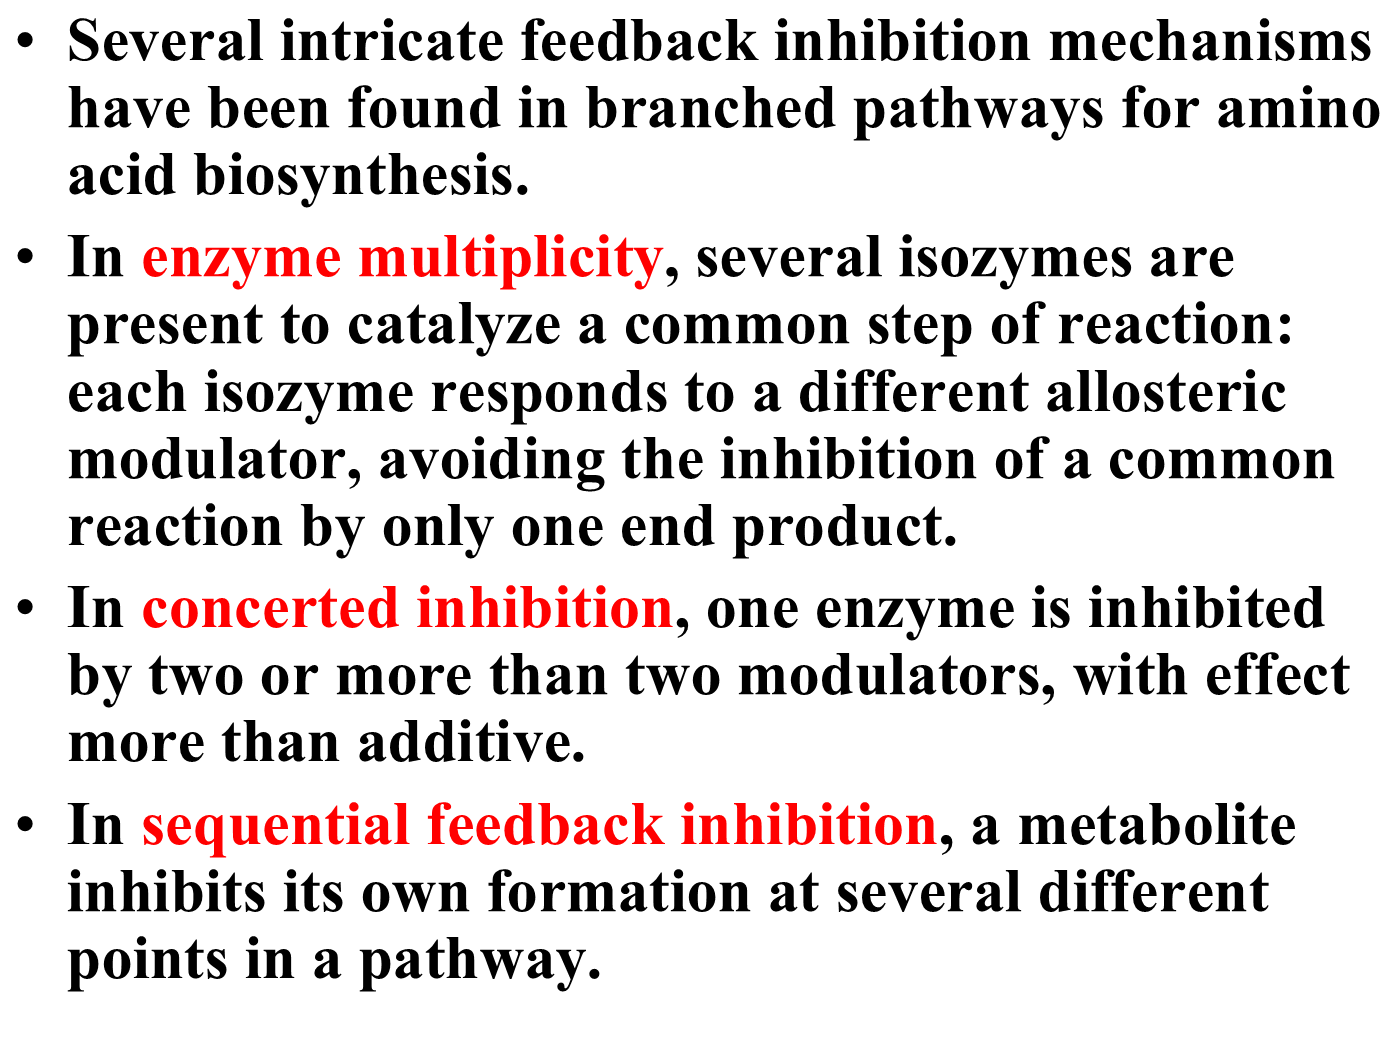 • Several intricate feedback inhibition mechanisms
have been found in branched pathways for amino
acid biosynthesis.
• In enzyme multiplicity, several isozymes are
present to catalyze a common step of reaction:
each isozyme responds to a different allosteric
modulator, avoiding the inhibition of a common
reaction by only one end product.
• In concerted inhibition, one enzyme is inhibited
by two or more than two modulators, with effect
more than additive.
• In sequential feedback inhibition, a metabolite
inhibits its own formation at several different
points in a pathway.